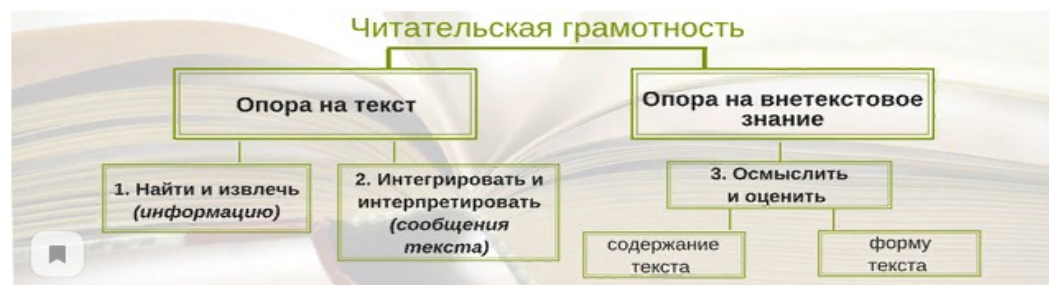 Читательская грамотность
Опора на текст
Опора на внетекстовое
знание
1. Найти и извлечь
(информацию)
2. Интегрировать и
интерпретировать
(сообщения
текста)
3. Осмыслить
и оценить
содержание
текста
форму
текста